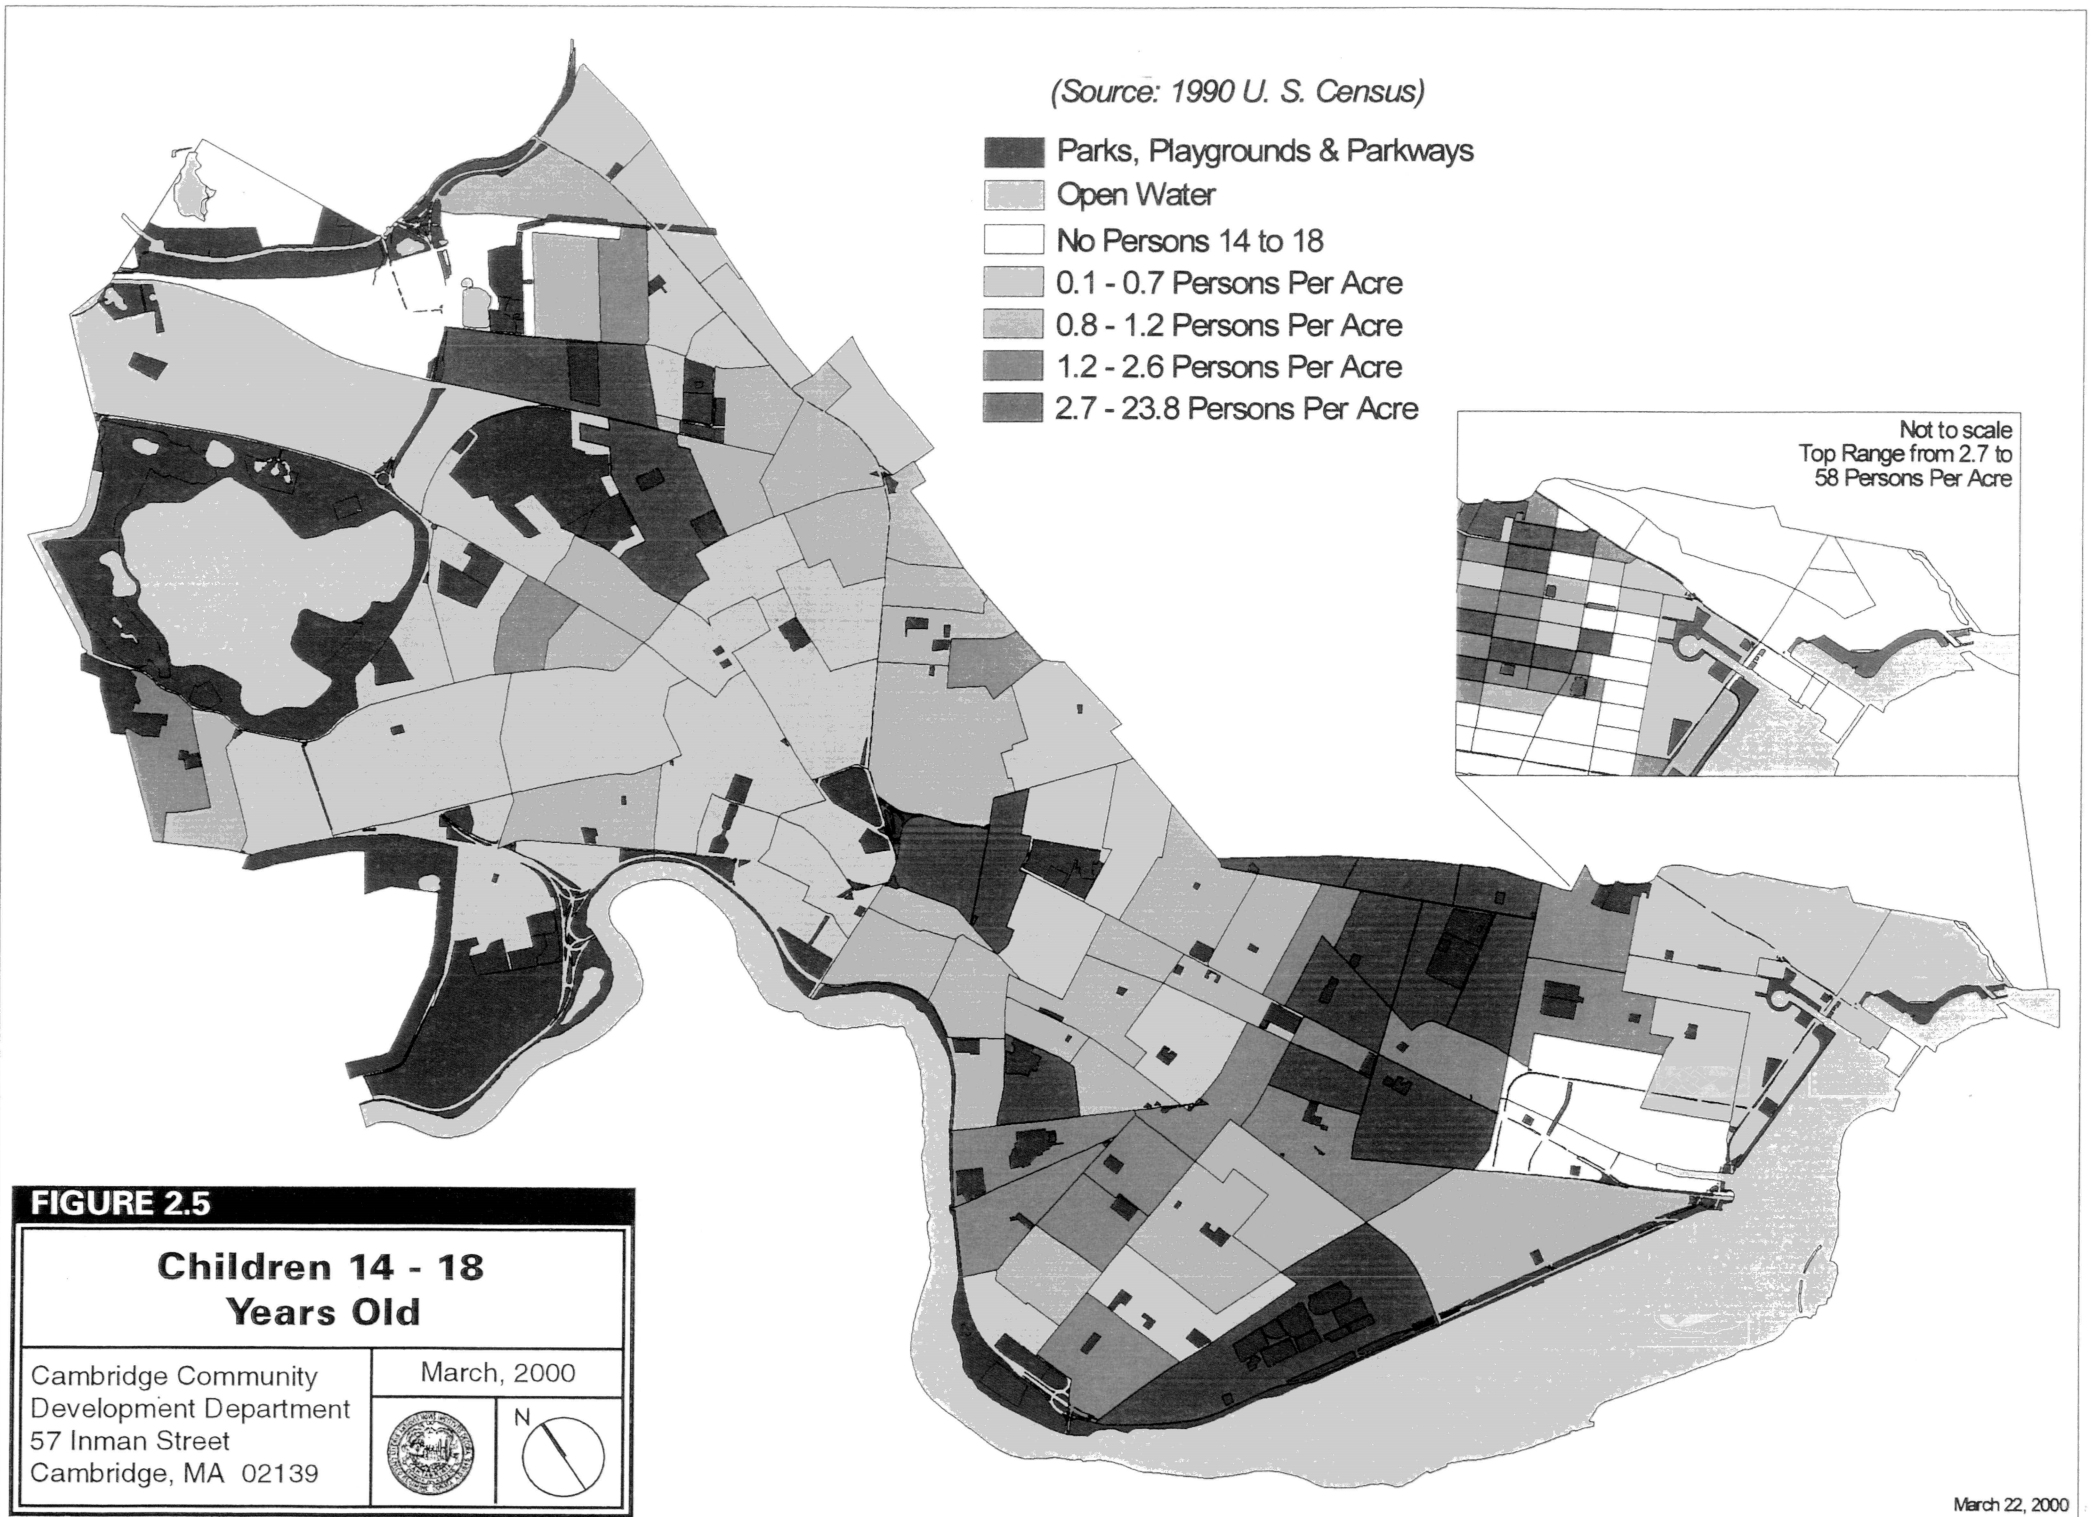 (Source: 1990 U. S. Census)
Parks, Playgrounds & Parkways
Open Water
No Persons 14 to 18
0.1 - 0.7 Persons Per Acre
0.8 - 1.2 Persons Per Acre
1.2 - 2.6 Persons Per Acre
2.7 - 23.8 Persons Per Acre
Not to scale
Top Range from 2.7 to
58 Persons Per Acre
FIGURE 2.5
Children 14 - 18
Years Old
Cambridge Community
Development Department
57 Inman Street
Cambridge, MA 02139
March, 2000
N
March 22, 2000